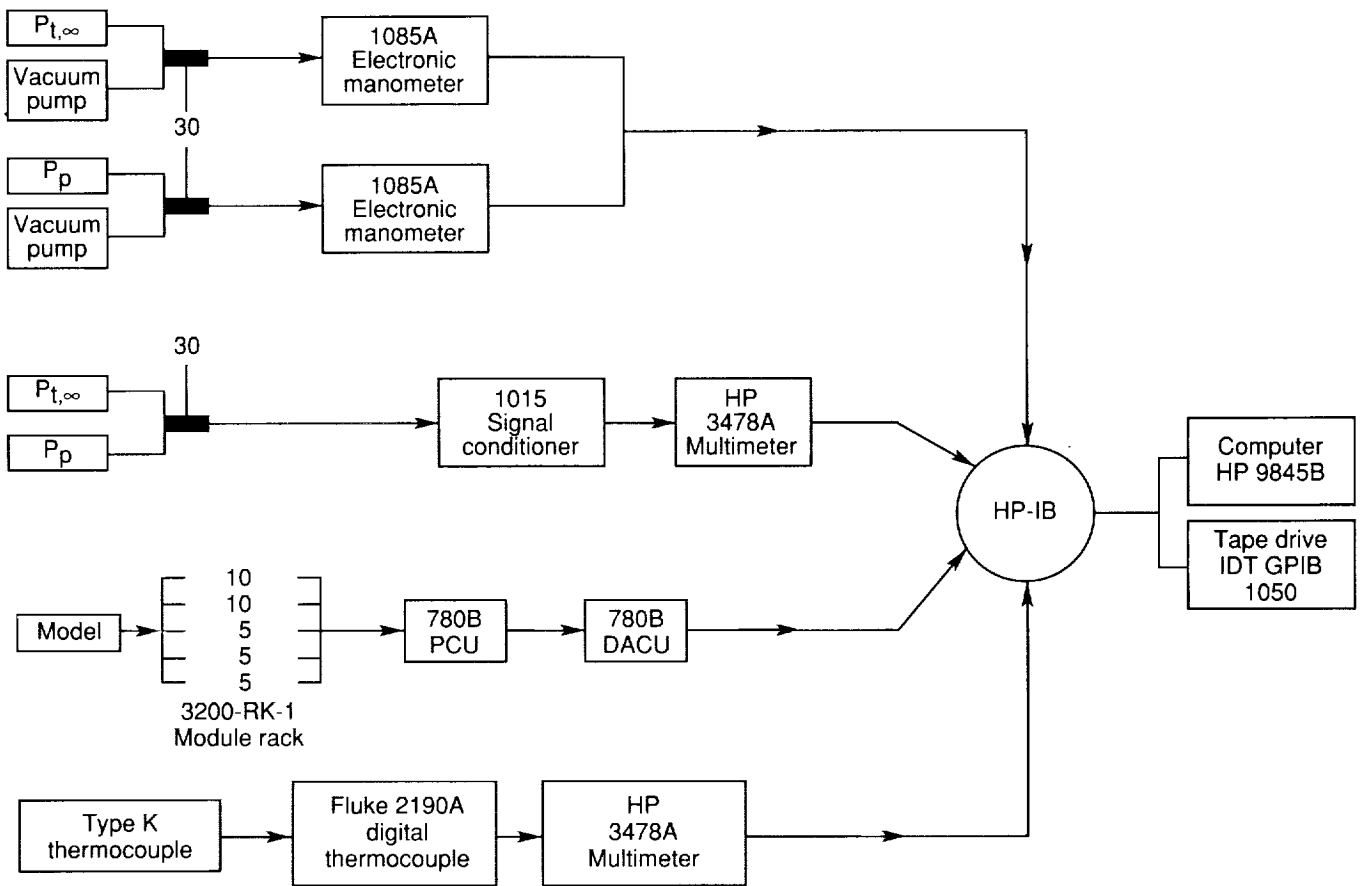 Pt,∞
Vacuum
pump
1085A
Electronic
manometer
30
Pp
Vacuum
pump
1085A
Electronic
manometer
30
Pt,∞
Pp
1015
Signal
conditioner
HP
3478A
Multimeter
HP-IB
Computer
HP 9845B
Tape drive
IDT GPIB
1050
Model
10
10
5
5
5
3200-RK-1
Module rack
780B
PCU
780B
DACU
Type K
thermocouple
Fluke 2190A
digital
thermocouple
HP
3478A
Multimeter